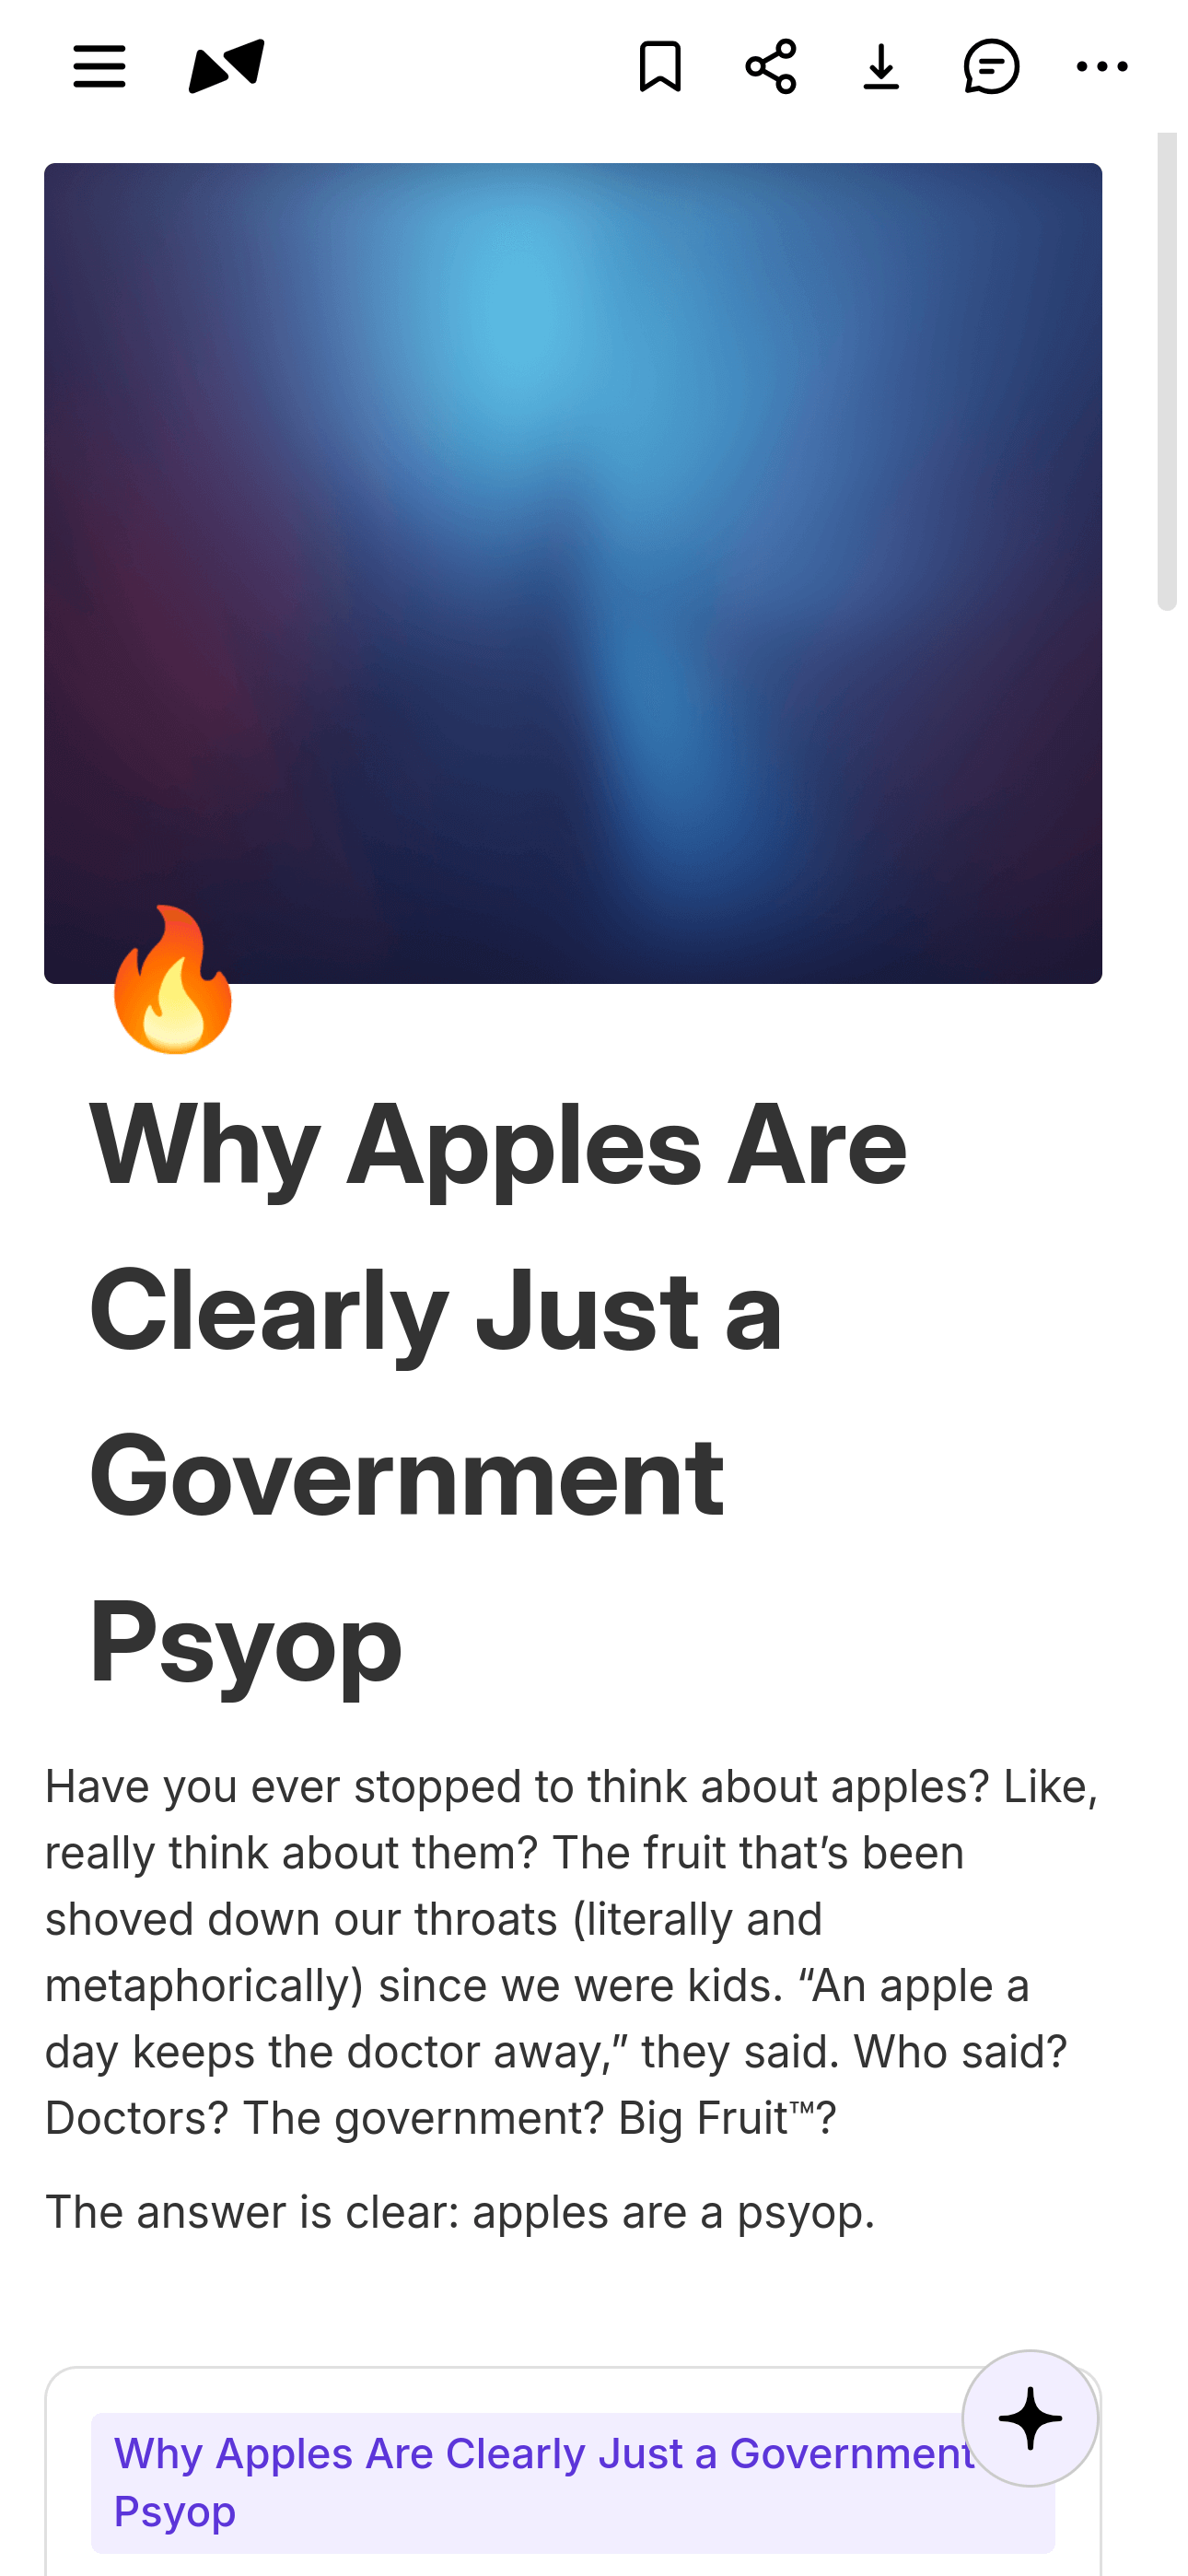 Why Apples Are
Clearly Just a
Government
Psyop
Have you ever stopped to think about apples? Like,
really think about them? The fruit that’s been
shoved down our throats (literally and
metaphorically) since we were kids. “An apple a
day keeps the doctor away,” they said. Who said?
Doctors? The government? Big Fruit™?
The answer is clear: apples are a psyop.
Why Apples Are Clearly Just a Government
Psyop